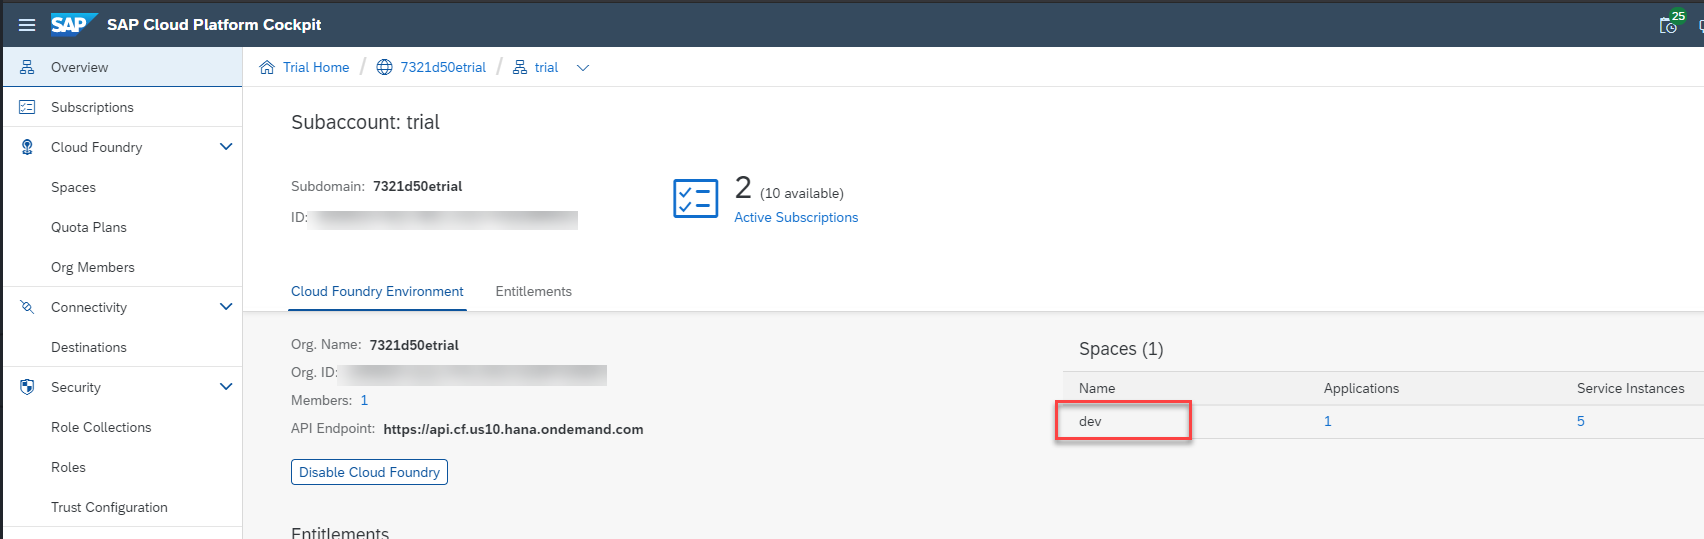 SAP SAP Cloud Platform Cockpit
25
Overview
Subscriptions
Cloud Foundry
Spaces
Quota Plans
Org Members
Connectivity
Destinations
Security
Role Collections
Roles
Trust Configuration
Trial Home / 7321d50etrial / trial
Subaccount: trial
Subdomain: 7321d50etrial
ID:
2 (10 available)
Active Subscriptions
Cloud Foundry Environment Entitlements
Org. Name: 7321d50etrial
Org. ID:
Members: 1
API Endpoint: https://api.cf.us10.hana.ondemand.com
Disable Cloud Foundry
Spaces (1)
Name Applications Service Instances
dev 1 5
Entitlements